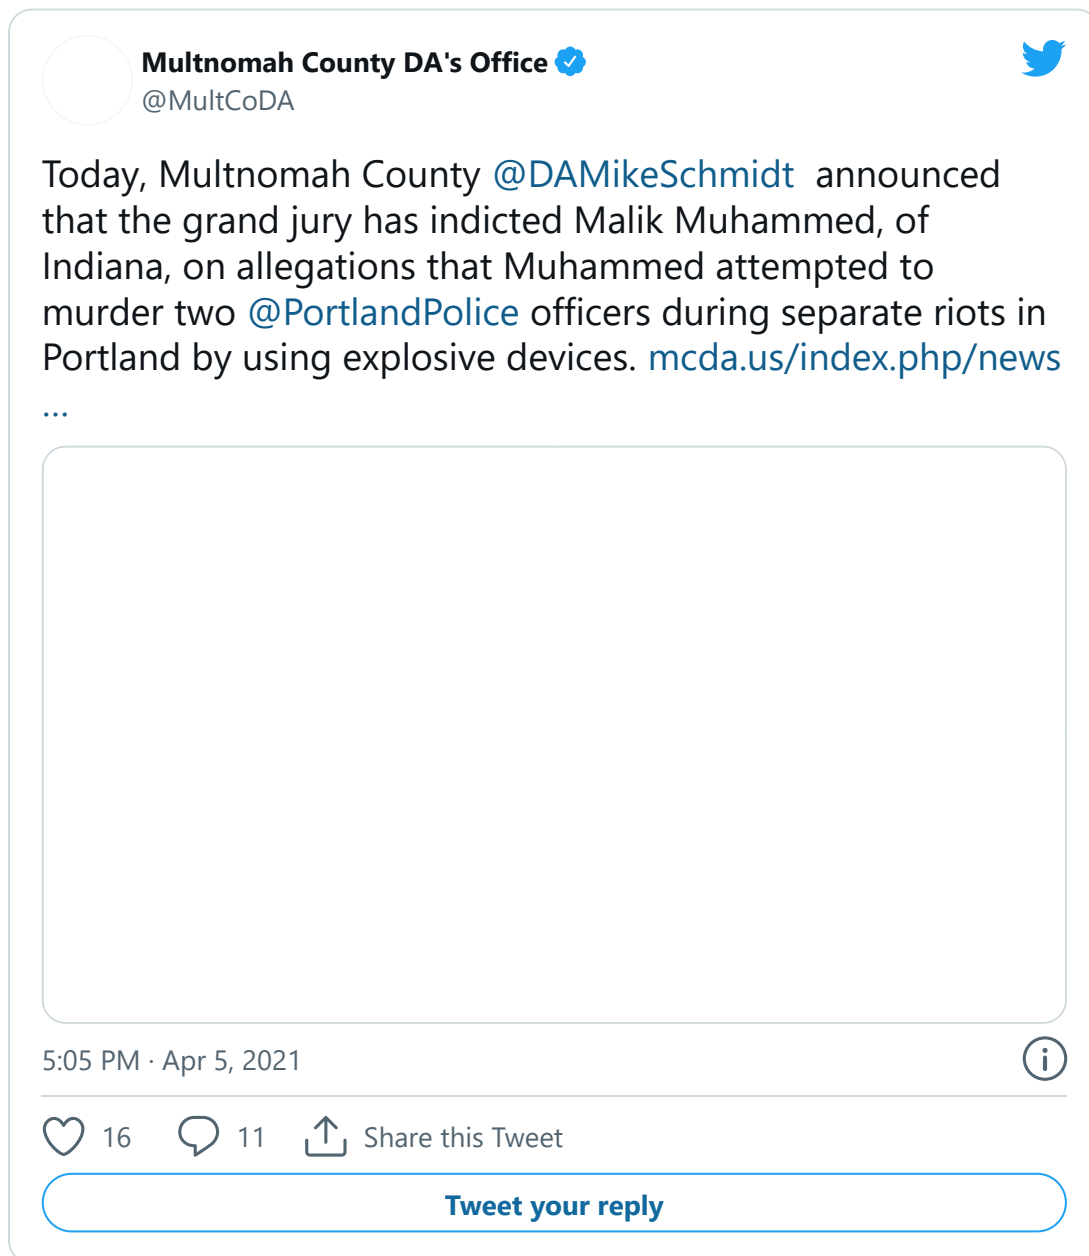 Multnomah County DA's Office
@MultCoDA
Today, Multnomah County @DAMikeSchmidt announced
that the grand jury has indicted Malik Muhammed, of
Indiana, on allegations that Muhammed attempted to
murder two @PortlandPolice officers during separate riots in
Portland by using explosive devices. mcda.us/index.php/news
…
5:05 PM · Apr 5, 2021
16 11 Share this Tweet
Tweet your reply